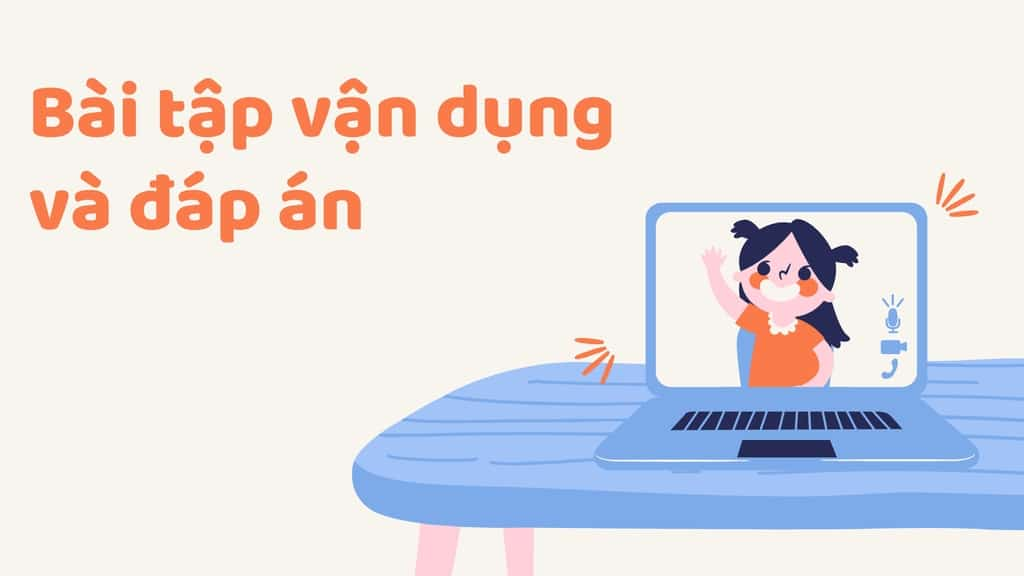 Bài tập vận dụng
và đáp án